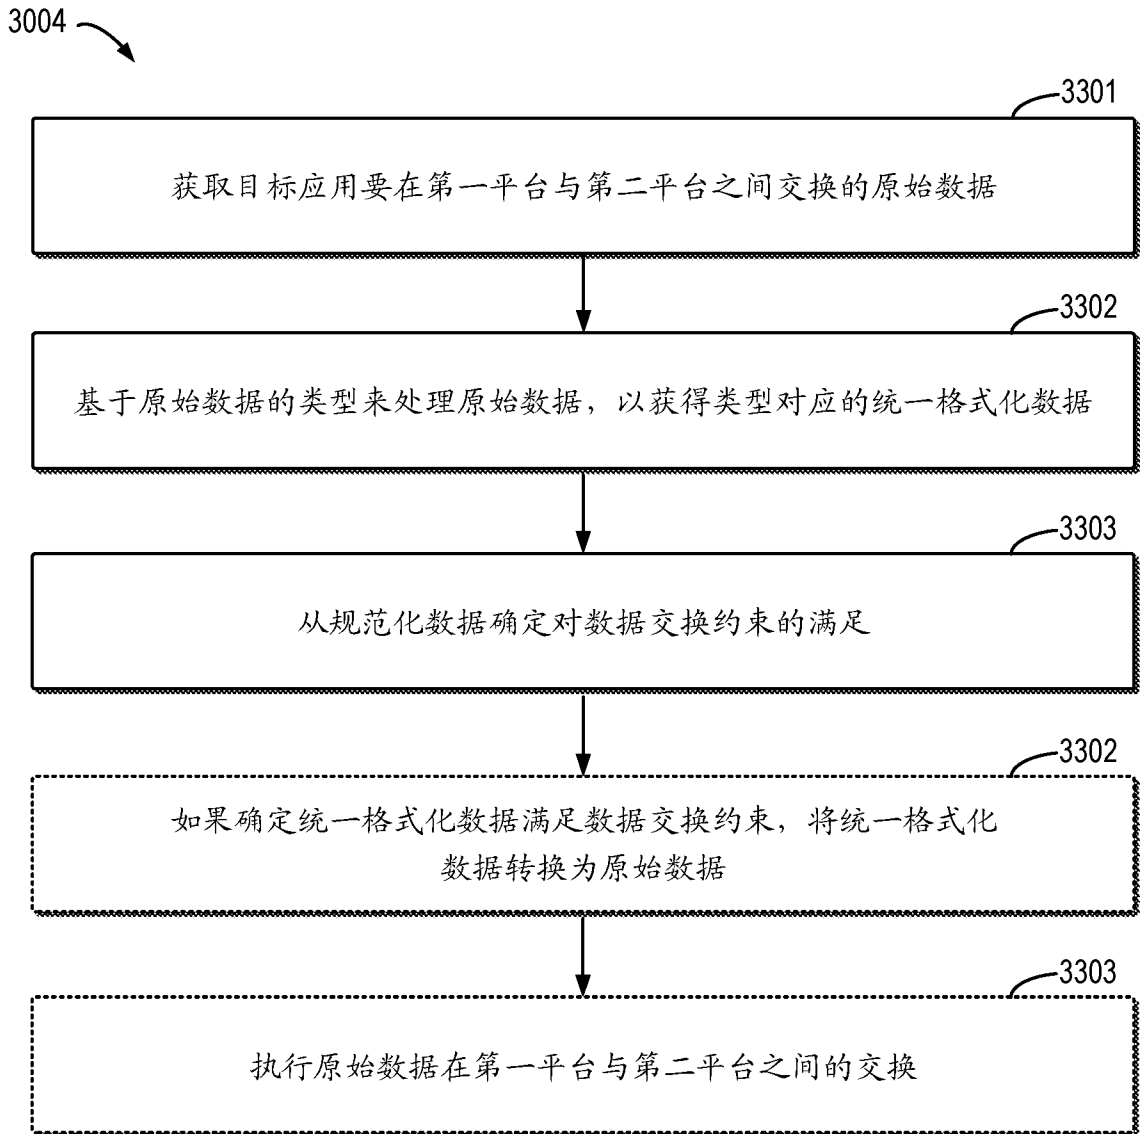 3004
3301
获取目标应用要在第一平台与第二平台之间交换的原始数据
3302
基于原始数据的类型来处理原始数据，以获得类型对应的统一格式化数据
3303
从规范化数据确定对数据交换约束的满足
3302
如果确定统一格式化数据满足数据交换约束，将统一格式化
数据转换为原始数据
3303
执行原始数据在第一平台与第二平台之间的交换